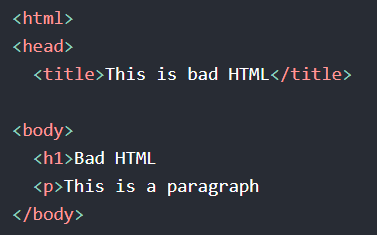 <html>
<head>
  <title>This is bad HTML</title>

<body>
  <h1>Bad HTML
  <p>This is a paragraph
</body>